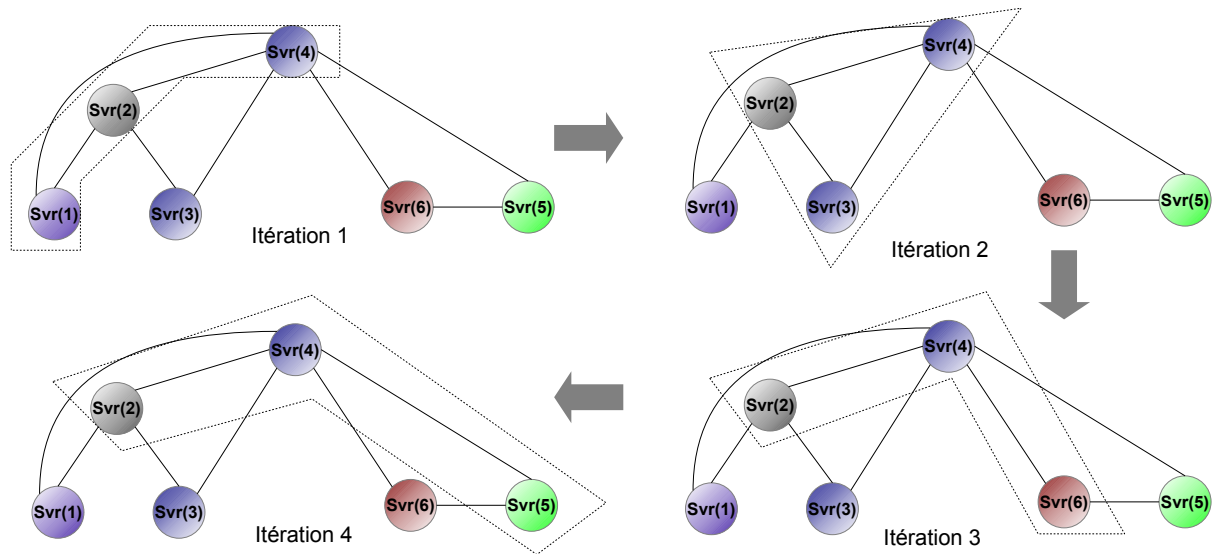 Svr(4)
Svr(2)
Svr(1)
Svr(3)
Svr(6)
Svr(5)
Itération 1
Svr(4)
Svr(2)
Svr(1)
Svr(3)
Svr(6)
Svr(5)
Itération 2
Svr(4)
Svr(2)
Svr(1)
Svr(3)
Svr(6)
Svr(5)
Itération 4
Svr(4)
Svr(2)
Svr(1)
Svr(3)
Svr(6)
Svr(5)
Itération 3